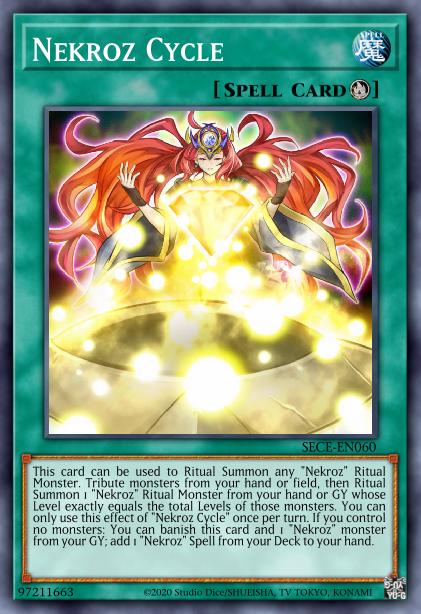 NEKROZ CYCLE
SPELL
魔
[SPELL CARD]
SECE-EN060
This card can be used to Ritual Summon any "Nekroz" Ritual
Monster. Tribute monsters from your hand or field, then Ritual
Summon 1 "Nekroz" Ritual Monster from your hand or GY whose
Level exactly equals the total Levels of those monsters. You can
only use this effect of "Nekroz Cycle" once per turn. If you control
no monsters: You can banish this card and 1 "Nekroz" monster
from your GY; add 1 "Nekroz" Spell from your Deck to your hand.
97211663
©2020 Studio Dice/SHUEISHA, TV TOKYO, KONAMI